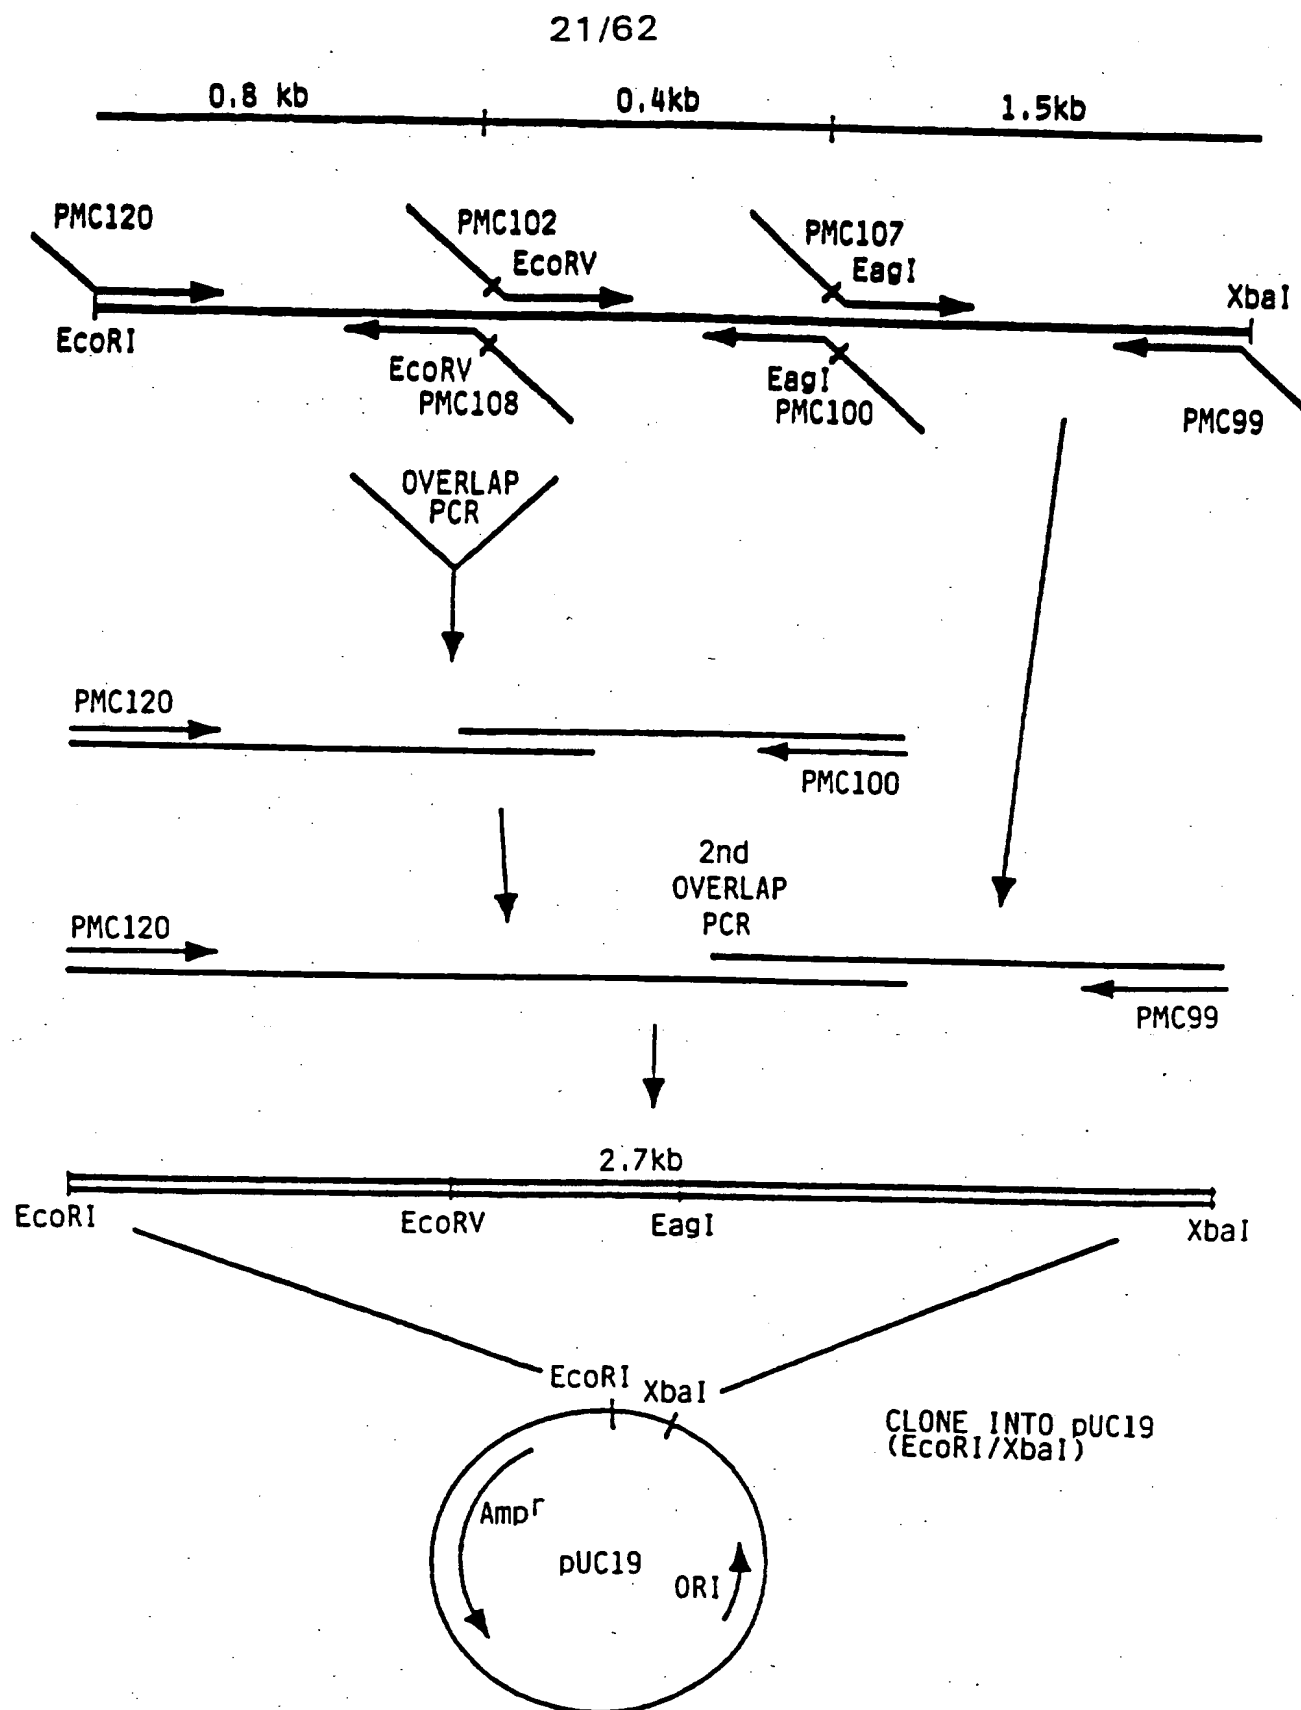 21/62
0.8 kb
0.4kb
1.5kb
PMC120
PMC102
EcoRV
PMC107
EagI
XbaI
EcoRI
EcoRV
PMC108
EagI
PMC100
PMC99
OVERLAP
PCR
PMC120
PMC100
2nd
OVERLAP
PCR
PMC120
PMC99
2.7kb
EcoRI
EcoRV
EagI
XbaI
EcoRI
XbaI
CLONE INTO pUC19
(EcoRI/XbaI)
Ampr
pUC19
ORI